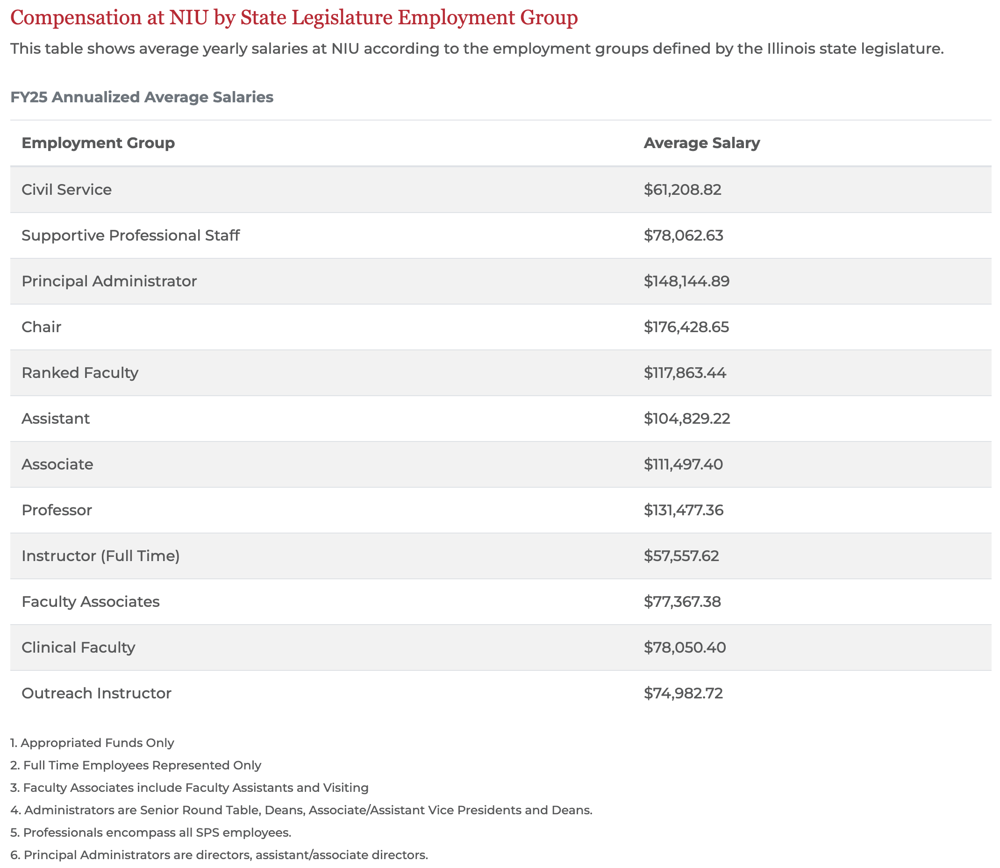 Compensation at NIU by State Legislature Employment Group
This table shows average yearly salaries at NIU according to the employment groups defined by the Illinois state legislature.
FY25 Annualized Average Salaries
Employment Group Average Salary
Civil Service $61,208.82
Supportive Professional Staff $78,062.63
Principal Administrator $148,144.89
Chair $176,428.65
Ranked Faculty $117,863.44
Assistant $104,829.22
Associate $111,497.40
Professor $131,477.36
Instructor (Full Time) $57,557.62
Faculty Associates $77,367.38
Clinical Faculty $78,050.40
Outreach Instructor $74,982.72
1. Appropriated Funds Only
2. Full Time Employees Represented Only
3. Faculty Associates include Faculty Assistants and Visiting
4. Administrators are Senior Round Table, Deans, Associate/Assistant Vice Presidents and Deans.
5. Professionals encompass all SPS employees.
6. Principal Administrators are directors, assistant/associate directors.